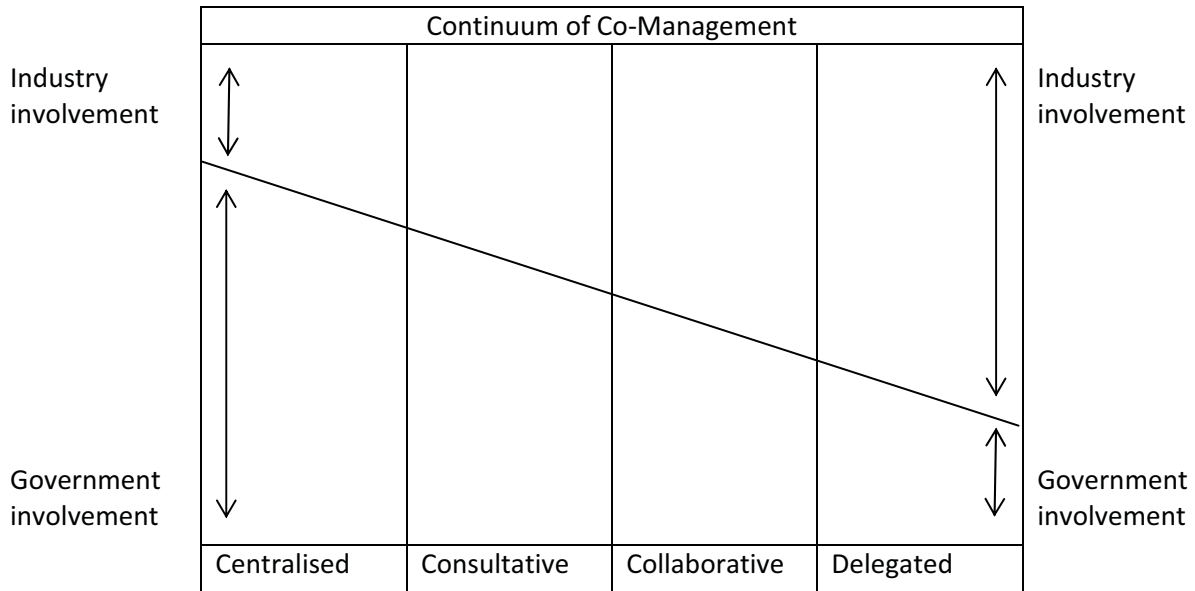 Continuum of Co-Management
Industry
involvement
Industry
involvement
Government
involvement
Government
involvement
Centralised
Consultative
Collaborative
Delegated